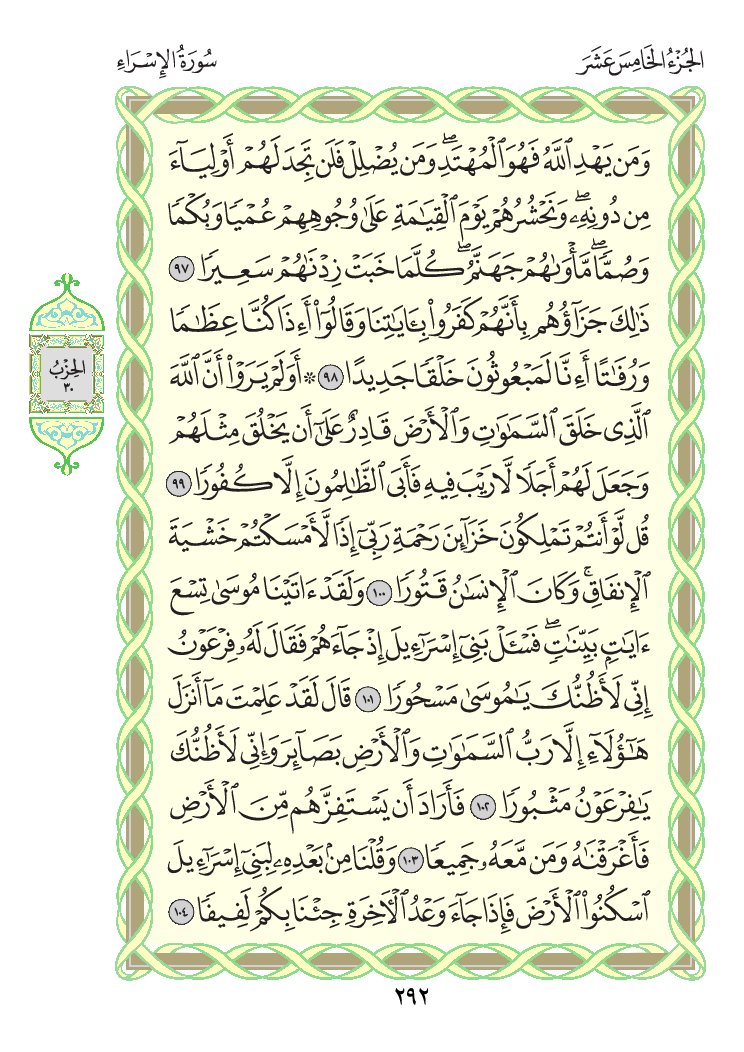 الجُزْءُ الخَامِسَ عَشَرَ
سُورَةُ الإِسْرَاءِ
وَمَن يَهْدِ ٱللَّهُ فَهُوَ ٱلْمُهْتَدِۖ وَمَن يُضْلِلْ فَلَن تَجِدَ لَهُمْ أَوْلِيَآءَ
مِن دُونِهِۦۖ وَنَحْشُرُهُمْ يَوْمَ ٱلْقِيَٰمَةِ عَلَىٰ وُجُوهِهِمْ عُمْيًا وَبُكْمًا
وَصُمًّاۖ مَّأْوَىٰهُمْ جَهَنَّمُۖ كُلَّمَا خَبَتْ زِدْنَٰهُمْ سَعِيرًا ٩٧
ذَٰلِكَ جَزَآؤُهُم بِأَنَّهُمْ كَفَرُوا۟ بِـَٔايَٰتِنَا وَقَالُوٓا۟ أَءِذَا كُنَّا عِظَٰمًا
وَرُفَٰتًا أَءِنَّا لَمَبْعُوثُونَ خَلْقًا جَدِيدًا ٩٨ ۞ أَوَلَمْ يَرَوْا۟ أَنَّ ٱللَّهَ
ٱلَّذِى خَلَقَ ٱلسَّمَٰوَٰتِ وَٱلْأَرْضَ قَادِرٌ عَلَىٰٓ أَن يَخْلُقَ مِثْلَهُمْ
وَجَعَلَ لَهُمْ أَجَلًا لَّا رَيْبَ فِيهِ فَأَبَى ٱلظَّٰلِمُونَ إِلَّا كُفُورًا ٩٩
قُل لَّوْ أَنتُمْ تَمْلِكُونَ خَزَآئِنَ رَحْمَةِ رَبِّىٓ إِذًا لَّأَمْسَكْتُمْ خَشْيَةَ
ٱلْإِنفَاقِۚ وَكَانَ ٱلْإِنسَٰنُ قَتُورًا ١٠٠ وَلَقَدْ ءَاتَيْنَا مُوسَىٰ تِسْعَ
ءَايَٰتٍۭ بَيِّنَٰتٍۖ فَسْـَٔلْ بَنِىٓ إِسْرَٰٓءِيلَ إِذْ جَآءَهُمْ فَقَالَ لَهُۥ فِرْعَوْنُ
إِنِّى لَأَظُنُّكَ يَٰمُوسَىٰ مَسْحُورًا ١٠١ قَالَ لَقَدْ عَلِمْتَ مَآ أَنزَلَ
هَٰٓؤُلَآءِ إِلَّا رَبُّ ٱلسَّمَٰوَٰتِ وَٱلْأَرْضِ بَصَآئِرَ وَإِنِّى لَأَظُنُّكَ
يَٰفِرْعَوْنُ مَثْبُورًا ١٠٢ فَأَرَادَ أَن يَسْتَفِزَّهُم مِّنَ ٱلْأَرْضِ
فَأَغْرَقْنَٰهُ وَمَن مَّعَهُۥ جَمِيعًا ١٠٣ وَقُلْنَا مِنۢ بَعْدِهِۦ لِبَنِىٓ إِسْرَٰٓءِيلَ
ٱسْكُنُوا۟ ٱلْأَرْضَ فَإِذَا جَآءَ وَعْدُ ٱلْءَاخِرَةِ جِئْنَا بِكُمْ لَفِيفًا ١٠٤
الحِزْبُ
٣٠
٢٩٢